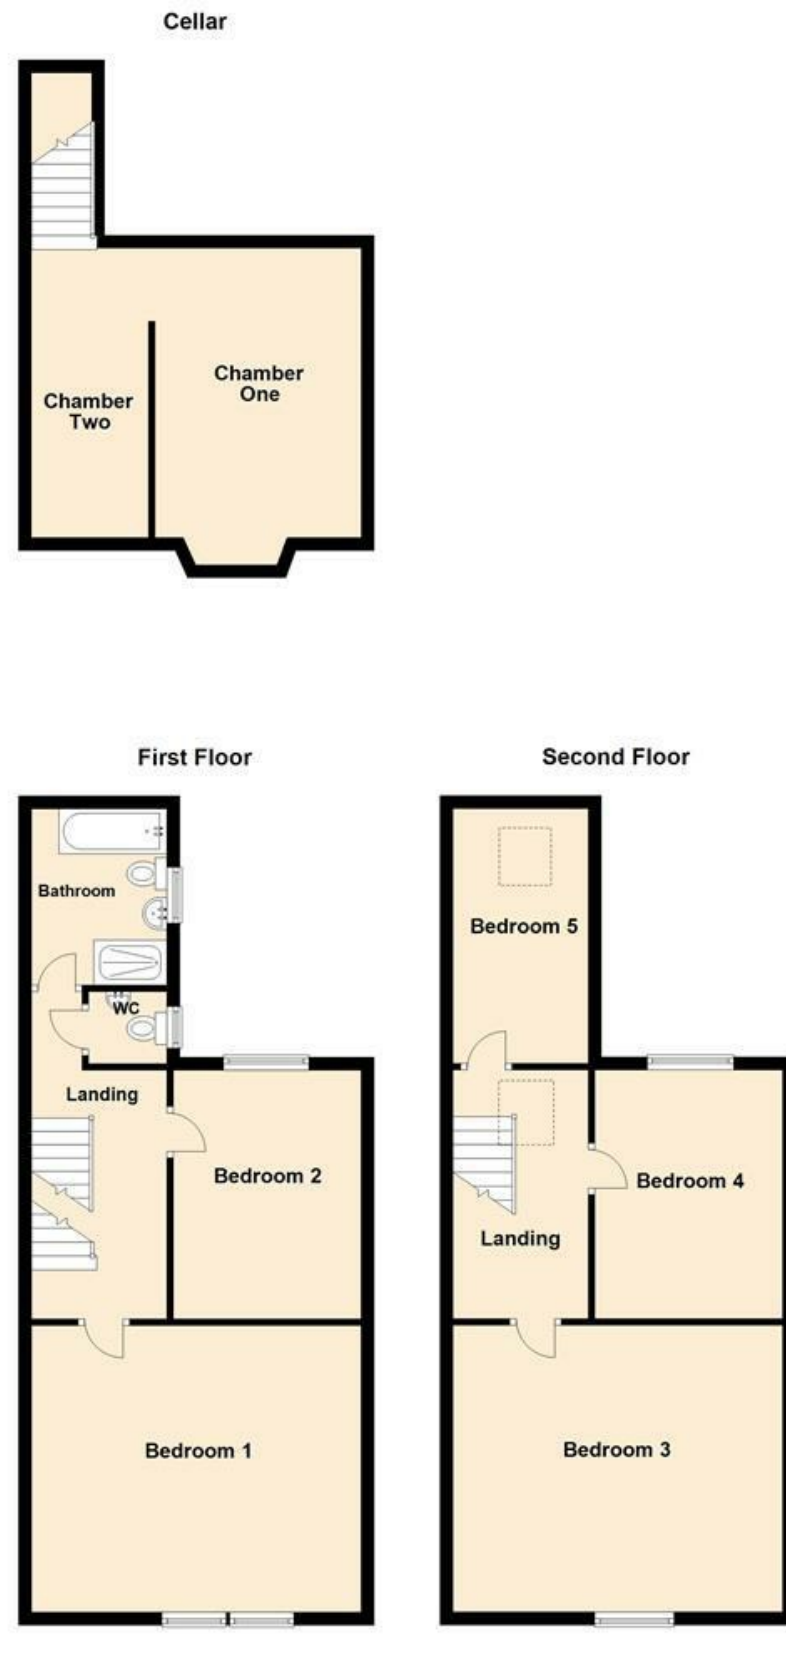 Cellar
Chamber
One
Chamber
Two
First Floor
Second Floor
Bathroom
WC
Landing
Bedroom 2
Bedroom 1
Bedroom 5
Bedroom 4
Landing
Bedroom 3